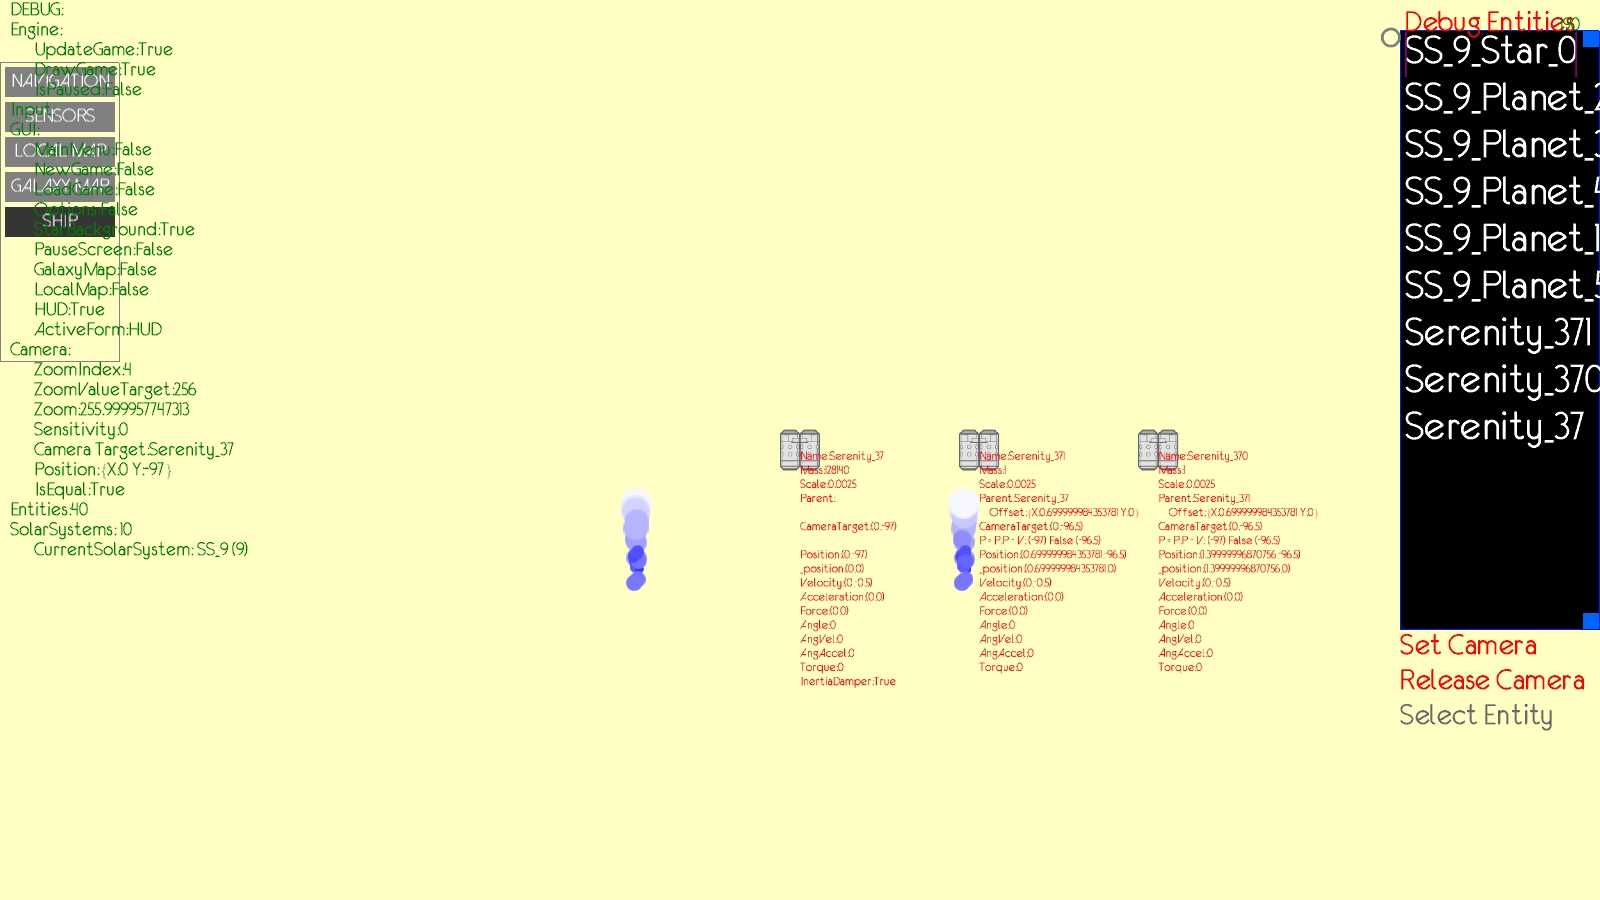 DEBUG:
Engine:
UpdateGame:True
DrawGame:True
IsPaused:False
Input:
GUI:
MainMenu:False
NewGame:False
LoadGame:False
Options:False
StarBackground:True
PauseScreen:False
GalaxyMap:False
LocalMap:False
HUD:True
ActiveForm:HUD
Camera:
ZoomIndex:4
ZoomValueTarget:256
Zoom:255.999957747313
Sensitivity:0
Camera Target:Serenity_37
Position:{X:0 Y:-97}
IsEqual:True
Entities:40
SolarSystems:10
CurrentSolarSystem: SS_9 (9)
NAVIGATION
SENSORS
LOCAL MAP
GALAXY MAP
SHIP
Name:Serenity_37
Mass:128140
Scale:0.0025
Parent:
CameraTarget:(0,-97)
Position:(0,-97)
_position:(0,0)
Velocity:(0,-0.5)
Acceleration:(0,0)
Force:(0,0)
Angle:0
AngVel:0
AngAccel:0
Torque:0
InertiaDamper:True
Name:Serenity_371
Mass:1
Scale:0.0025
Parent:Serenity_37
Offset:{X:0.699999984353781 Y:0}
CameraTarget:(0,-96.5)
P = P.P - V: (-97) False (-96.5)
Position:(0.699999984353781,-96.5)
_position:(0.699999984353781,0)
Velocity:(0,-0.5)
Acceleration:(0,0)
Force:(0,0)
Angle:0
AngVel:0
AngAccel:0
Torque:0
Name:Serenity_370
Mass:1
Scale:0.0025
Parent:Serenity_371
Offset:{X:0.699999984353781 Y:0}
CameraTarget:(0,-96.5)
P = P.P - V: (-97) False (-96.5)
Position:(1.39999996870756,-96.5)
_position:(1.39999996870756,0)
Velocity:(0,-0.5)
Acceleration:(0,0)
Force:(0,0)
Angle:0
AngVel:0
AngAccel:0
Torque:0
Debug Entities
SS_9_Star_0
SS_9_Planet_2
SS_9_Planet_3
SS_9_Planet_4
SS_9_Planet_1
SS_9_Planet_5
Serenity_371
Serenity_370
Serenity_37
Set Camera
Release Camera
Select Entity